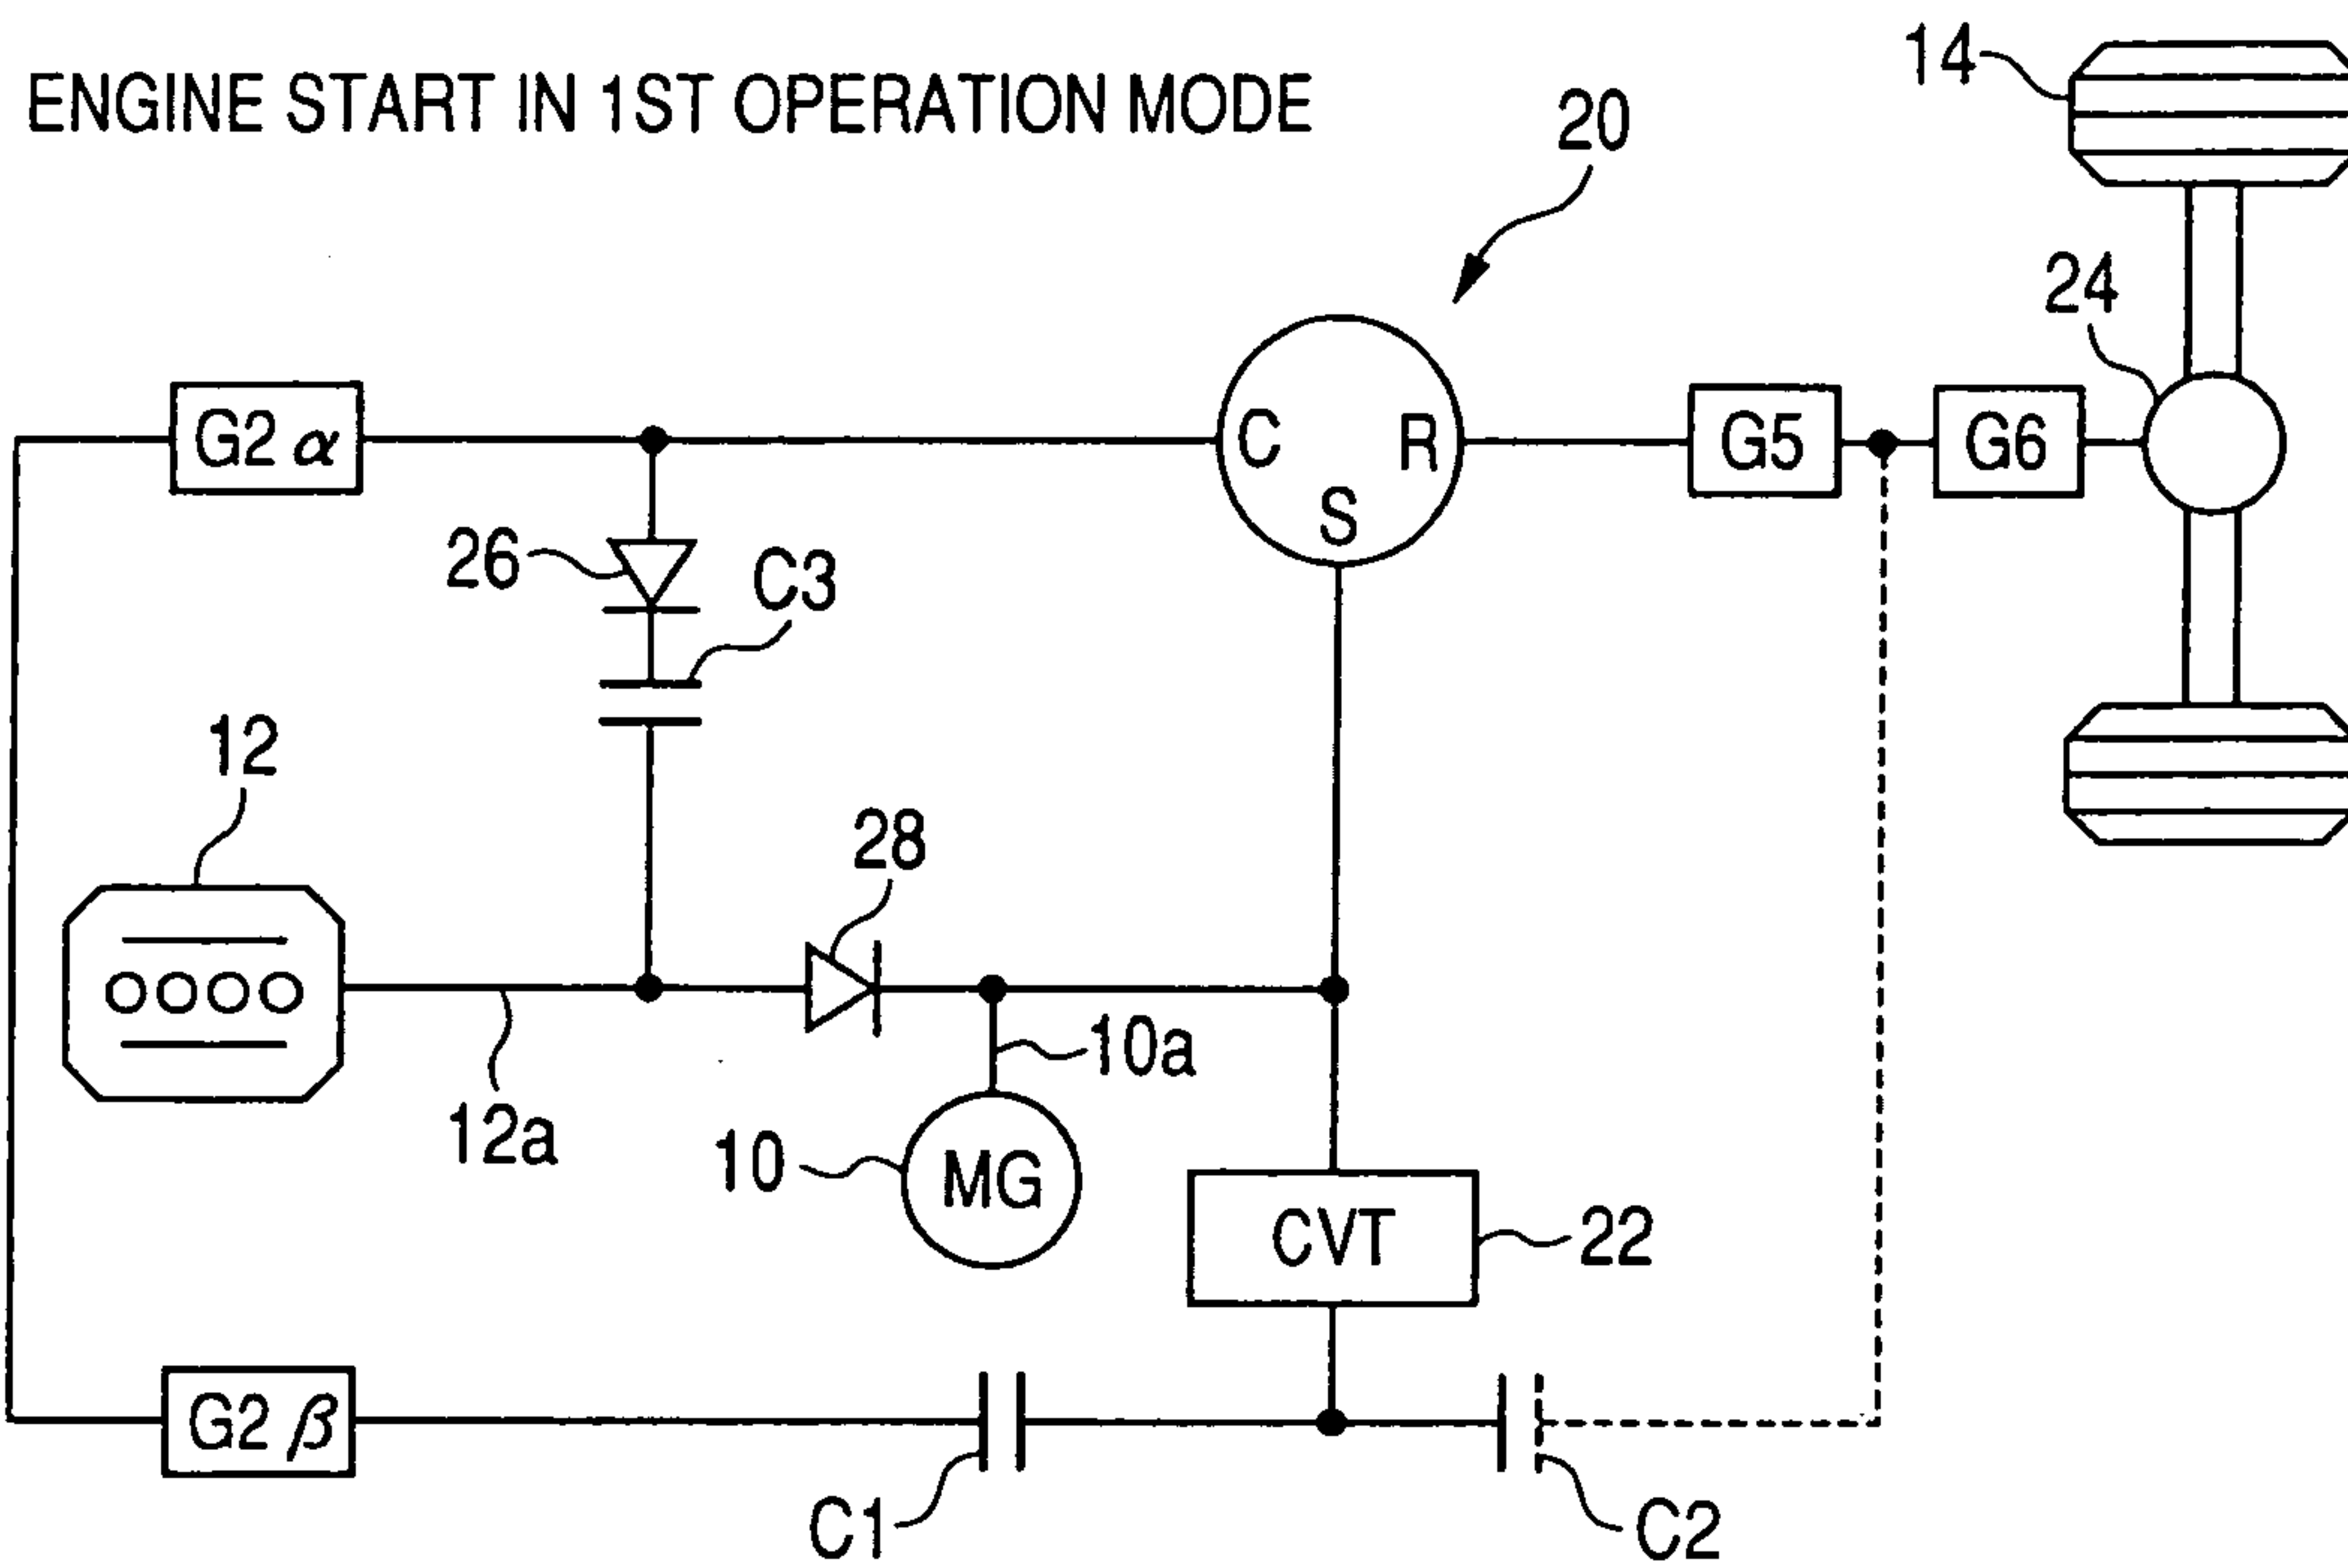 ENGINE START IN 1ST OPERATION MODE
14
20
24
G2 α
C
R
S
G5
G6
26
C3
12
28
10a
12a
10
MG
CVT
22
G2 β
C1
C2